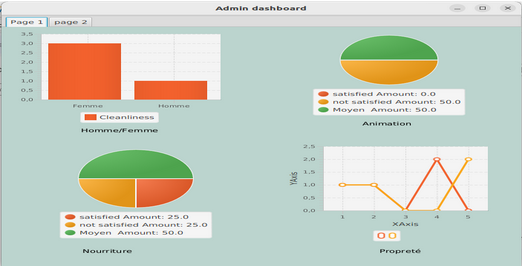 Admin dashboard
Page 1 page 2
3.5
3.0
2.5
2.0
1.5
1.0
0.5
0.0
Femme Homme
Cleanliness
Homme/Femme
satisfied Amount: 0.0
not satisfied Amount: 50.0
Moyen Amount: 50.0
Animation
satisfied Amount: 25.0
not satisfied Amount: 25.0
Moyen Amount: 50.0
Nourriture
YAxis
2.5
2.0
1.5
1.0
0.5
0.0
1 2 3 4 5
XAxis
Propreté